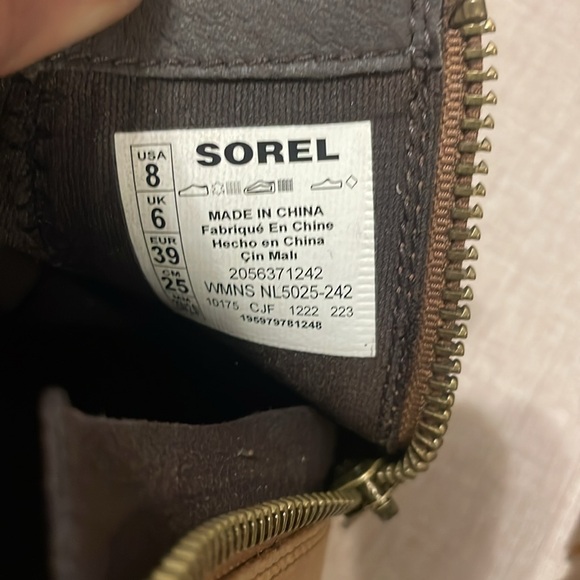 SOREL
USA
8
UK
6
EUR
39
CM
25
MADE IN CHINA
Fabriqué En Chine
Hecho en China
Çin Malı
2056371242
WMNS NL5025-242
10175 CJF 1222 223
195979781248